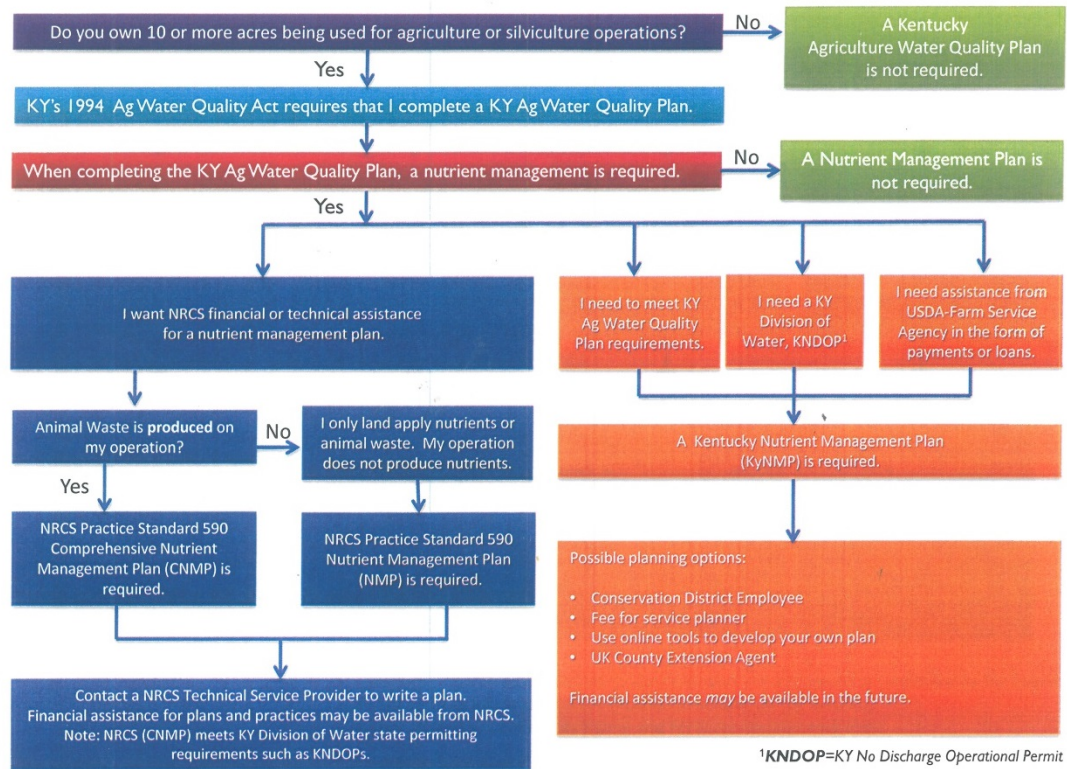 Do you own 10 or more acres being used for agriculture or silviculture operations?
No
A Kentucky
Agriculture Water Quality Plan
is not required.
Yes
KY's 1994 Ag Water Quality Act requires that I complete a KY Ag Water Quality Plan.
When completing the KY Ag Water Quality Plan, a nutrient management is required.
No
A Nutrient Management Plan is
not required.
Yes
I want NRCS financial or technical assistance
for a nutrient management plan.
I need to meet KY
Ag Water Quality
Plan requirements.
I need a KY
Division of
Water, KNDOP¹
I need assistance from
USDA-Farm Service
Agency in the form of
payments or loans.
Animal Waste is produced on
my operation?
No
I only land apply nutrients or
animal waste. My operation
does not produce nutrients.
A Kentucky Nutrient Management Plan
(KyNMP) is required.
Yes
NRCS Practice Standard 590
Comprehensive Nutrient
Management Plan (CNMP) is
required.
NRCS Practice Standard 590
Nutrient Management Plan
(NMP) is required.
Possible planning options:
• Conservation District Employee
• Fee for service planner
• Use online tools to develop your own plan
• UK County Extension Agent
Financial assistance may be available in the future.
Contact a NRCS Technical Service Provider to write a plan.
Financial assistance for plans and practices may be available from NRCS.
Note: NRCS (CNMP) meets KY Division of Water state permitting
requirements such as KNDOPs.
¹KNDOP=KY No Discharge Operational Permit